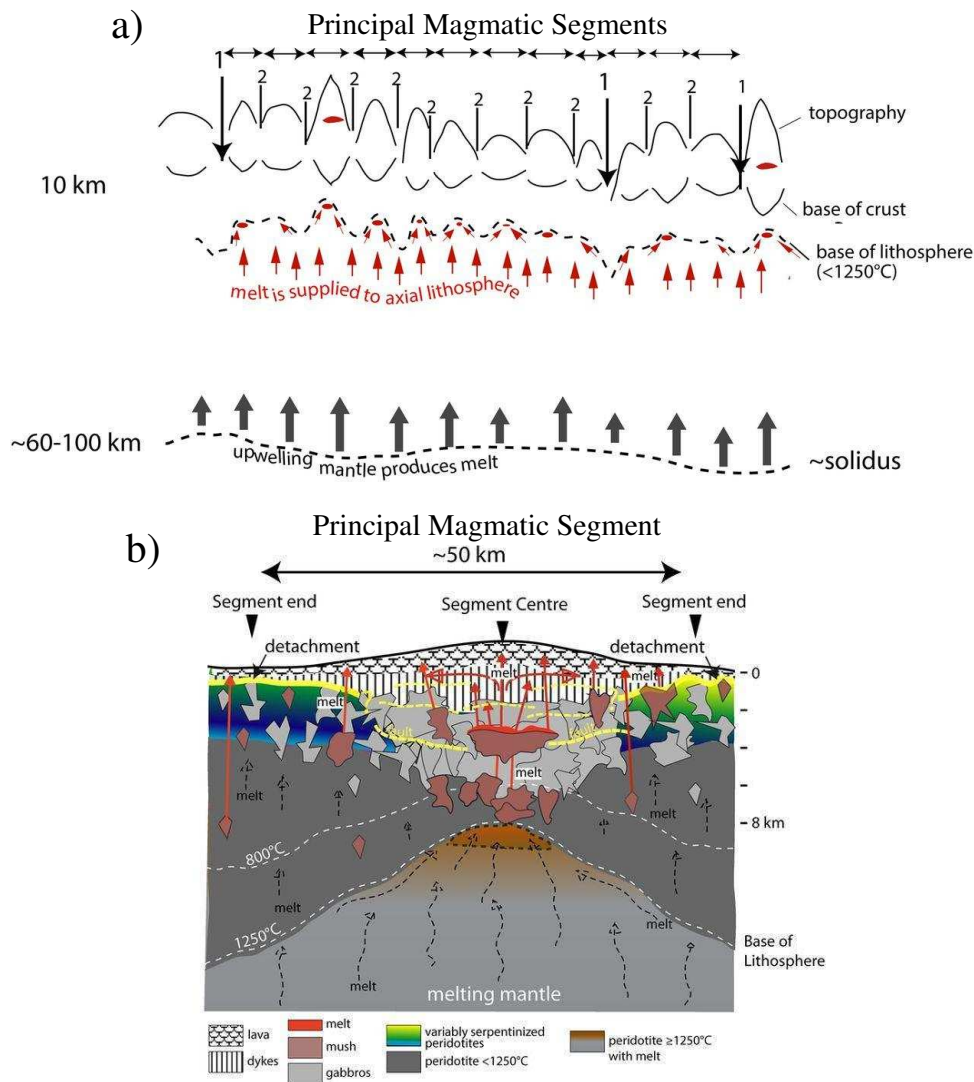 a)
Principal Magmatic Segments
1
2
2
2
2
2
2
2
2
2
1
2
2
1
topography
10 km
base of crust
base of lithosphere
(<1250°C)
melt is supplied to axial lithosphere
~60-100 km
upwelling mantle produces melt
~solidus
b)
Principal Magmatic Segment
~50 km
Segment end
Segment Centre
Segment end
detachment
detachment
melt
melt
0
melt
fault
melt
melt
melt
8 km
800°C
melt
1250°C
melt
melt
melting mantle
Base of
Lithosphere
lava
dykes
melt
mush
gabbros
variably serpentinized
peridotites
peridotite <1250°C
peridotite ≥1250°C
with melt